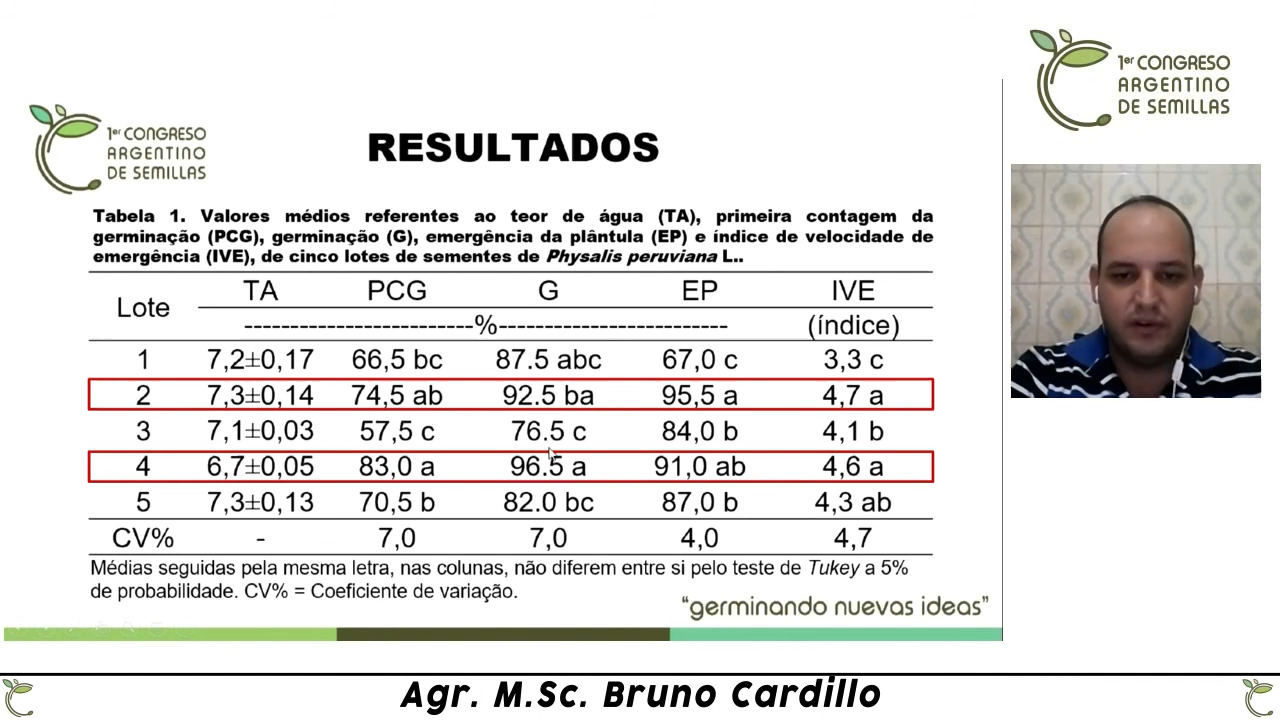 1er CONGRESO
ARGENTINO
DE SEMILLAS
RESULTADOS
1er CONGRESO
ARGENTINO
DE SEMILLAS
Tabela 1. Valores médios referentes ao teor de água (TA), primeira contagem da
germinação (PCG), germinação (G), emergência da plântula (EP) e índice de velocidade de
emergência (IVE), de cinco lotes de sementes de Physalis peruviana L..
Lote TA PCG G EP IVE
-------------------------%------------------------- (índice)
1 7,2±0,17 66,5 bc 87.5 abc 67,0 c 3,3 c
2 7,3±0,14 74,5 ab 92.5 ba 95,5 a 4,7 a
3 7,1±0,03 57,5 c 76.5 c 84,0 b 4,1 b
4 6,7±0,05 83,0 a 96.5 a 91,0 ab 4,6 a
5 7,3±0,13 70,5 b 82.0 bc 87,0 b 4,3 ab
CV% - 7,0 7,0 4,0 4,7
Médias seguidas pela mesma letra, nas colunas, não diferem entre si pelo teste de Tukey a 5%
de probabilidade. CV% = Coeficiente de variação.
“germinando nuevas ideas”
Agr. M.Sc. Bruno Cardillo